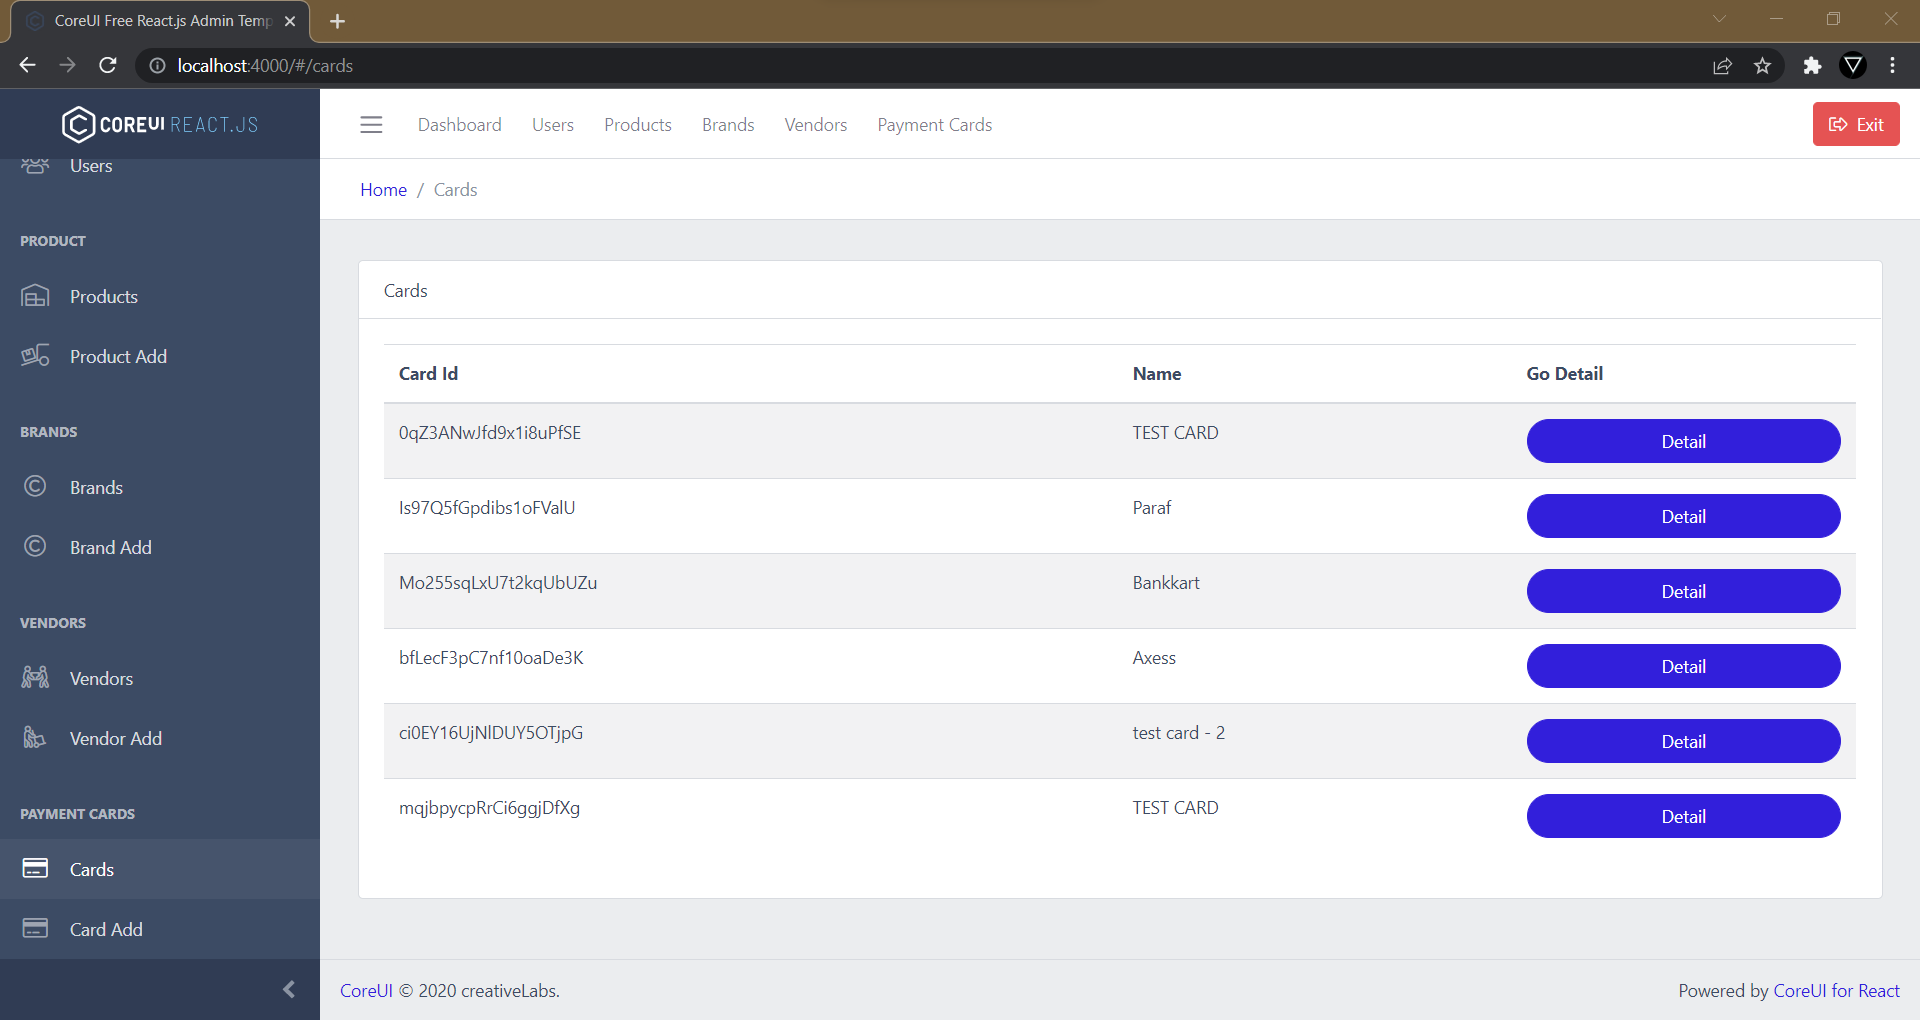 CoreUI Free React.js Admin Temp
localhost:4000/#/cards
COREUI REACT.JS
Dashboard Users Products Brands Vendors Payment Cards
Exit
Home / Cards
Users
PRODUCT
Products
Product Add
BRANDS
Brands
Brand Add
VENDORS
Vendors
Vendor Add
PAYMENT CARDS
Cards
Card Add
Cards
Card Id Name Go Detail
0qZ3ANwJfd9x1i8uPfSE TEST CARD Detail
Is97Q5fGpdibs1oFValU Paraf Detail
Mo255sqLxU7t2kqUbUZu Bankkart Detail
bfLecF3pC7nf10oaDe3K Axess Detail
ci0EY16UjNlDUY5OTjpG test card - 2 Detail
mqjbpycpRrCi6ggjDfXg TEST CARD Detail
CoreUI © 2020 creativeLabs.
Powered by CoreUI for React